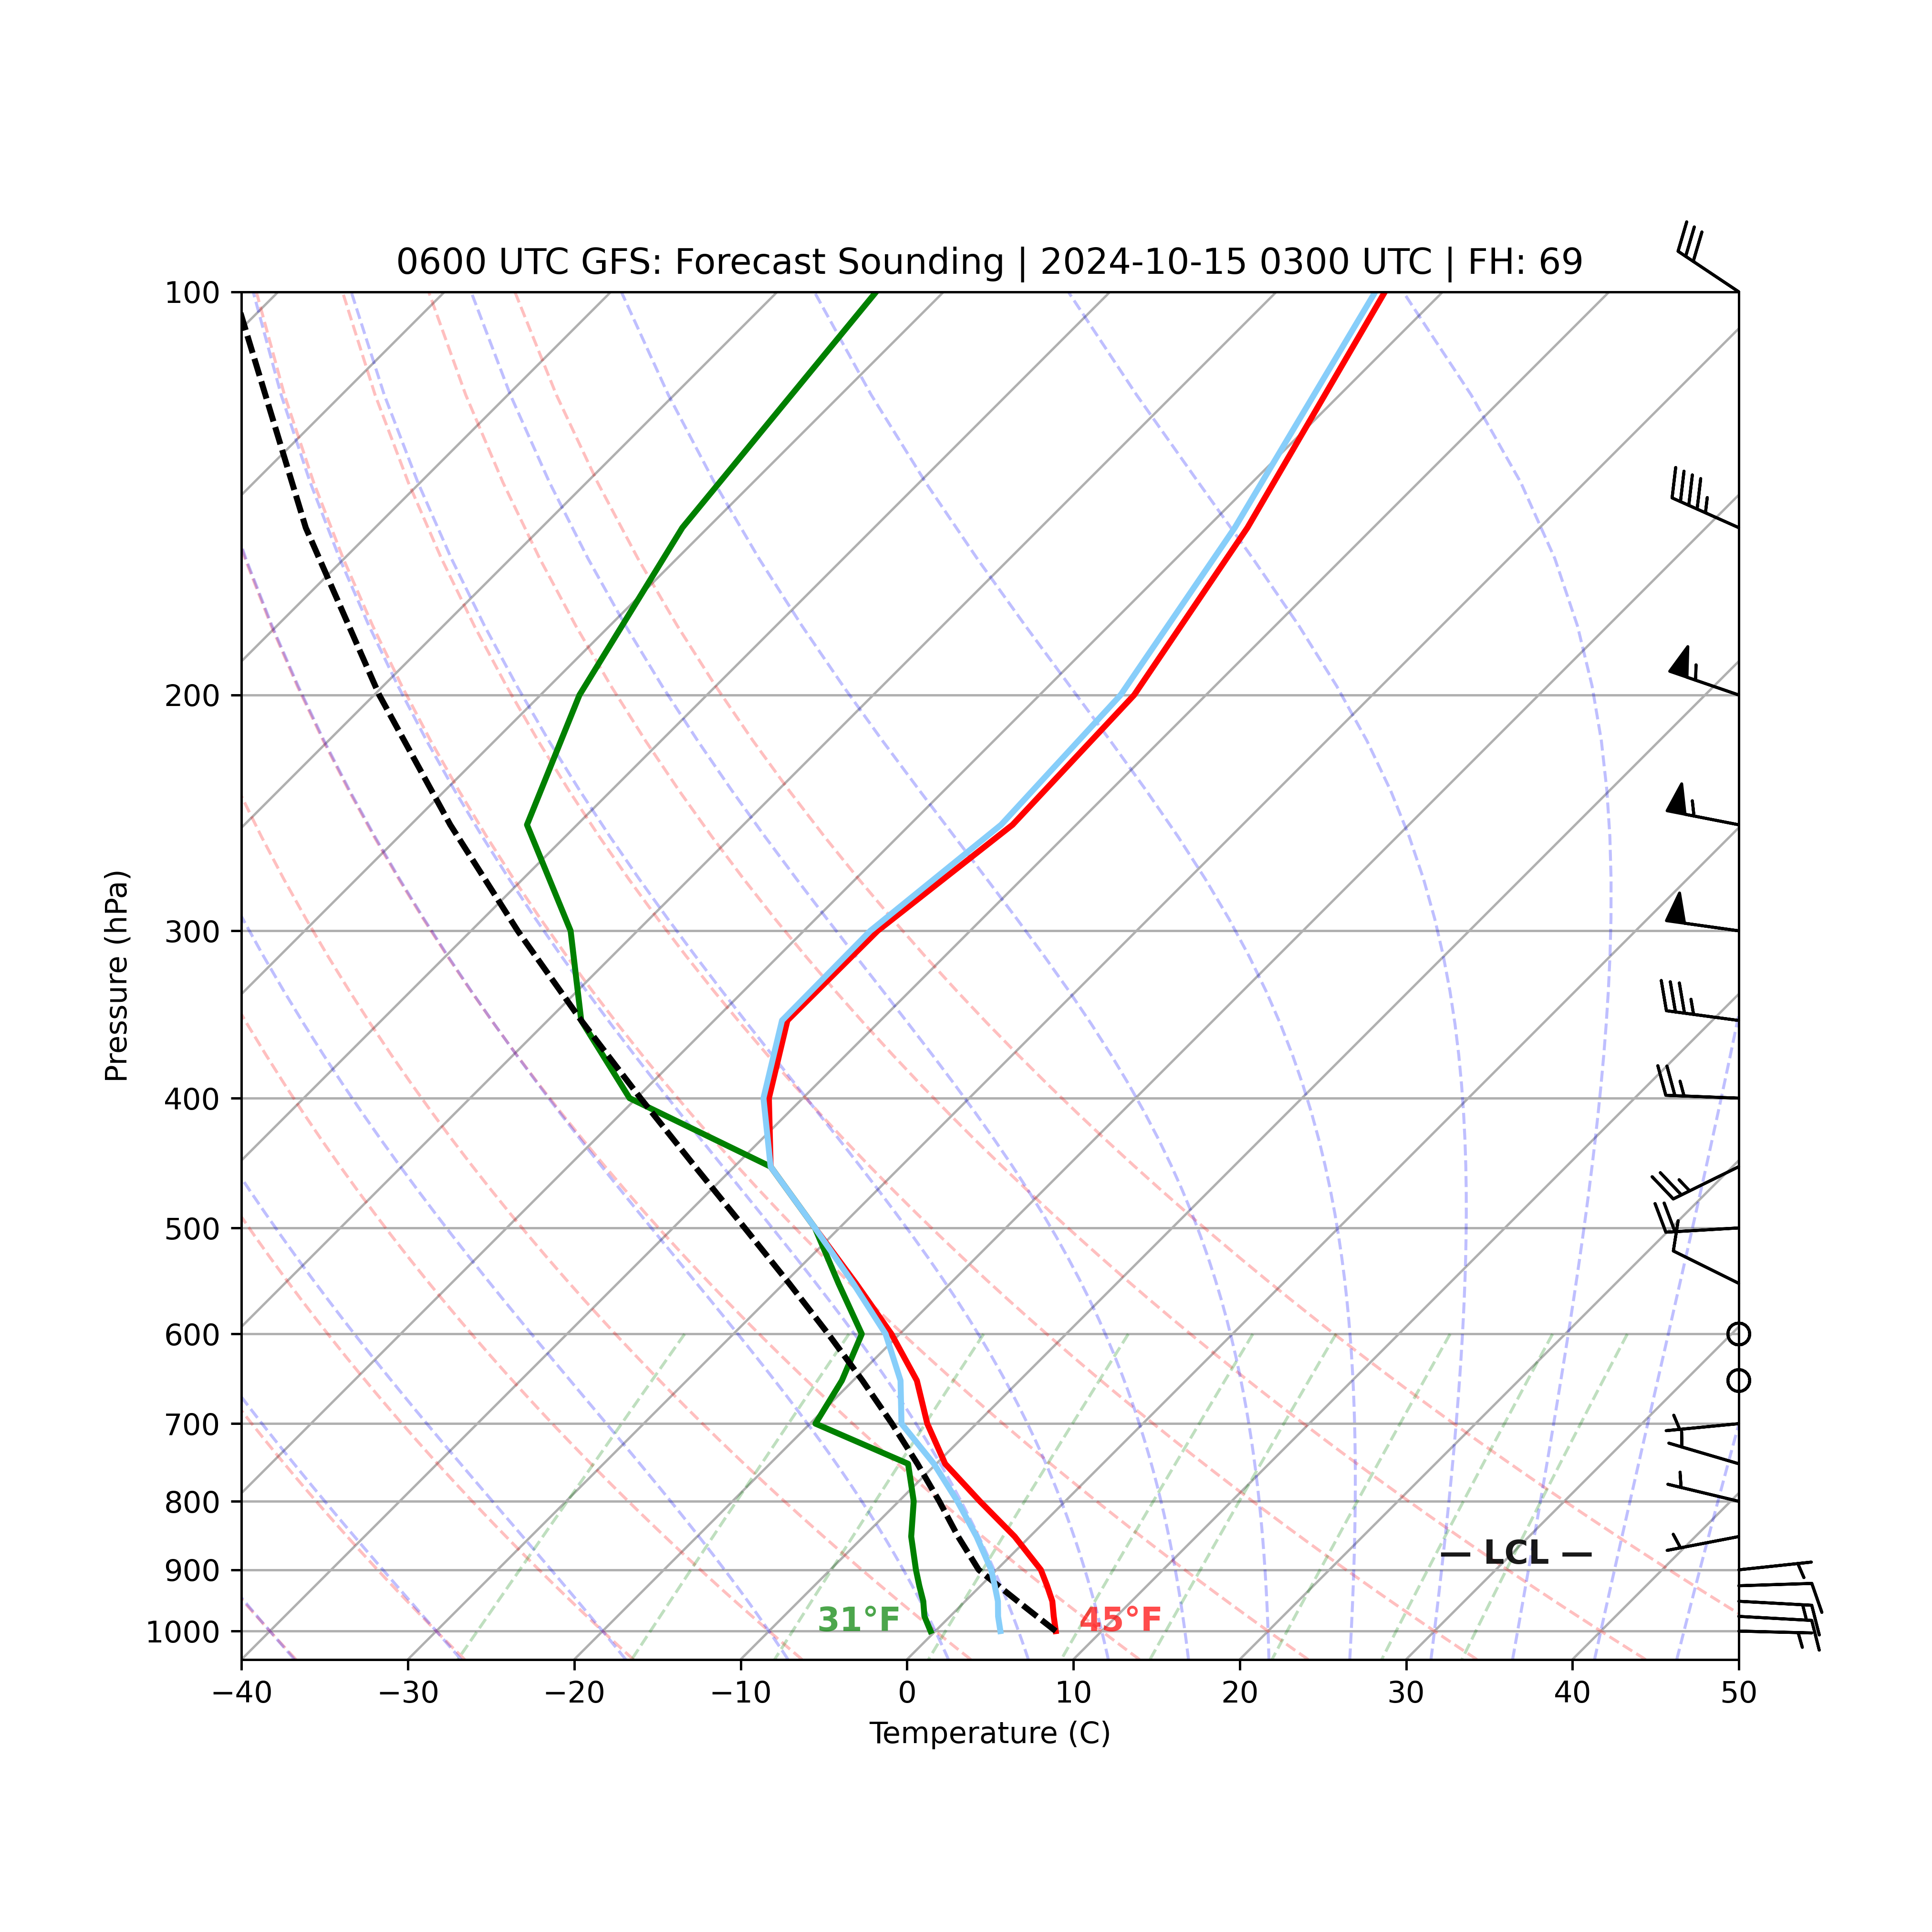 0600 UTC GFS: Forecast Sounding | 2024-10-15 0300 UTC | FH: 69
100
200
300
400
500
600
700
800
900
1000
Pressure (hPa)
— LCL —
31°F
45°F
−40 −30 −20 −10 0 10 20 30 40 50
Temperature (C)